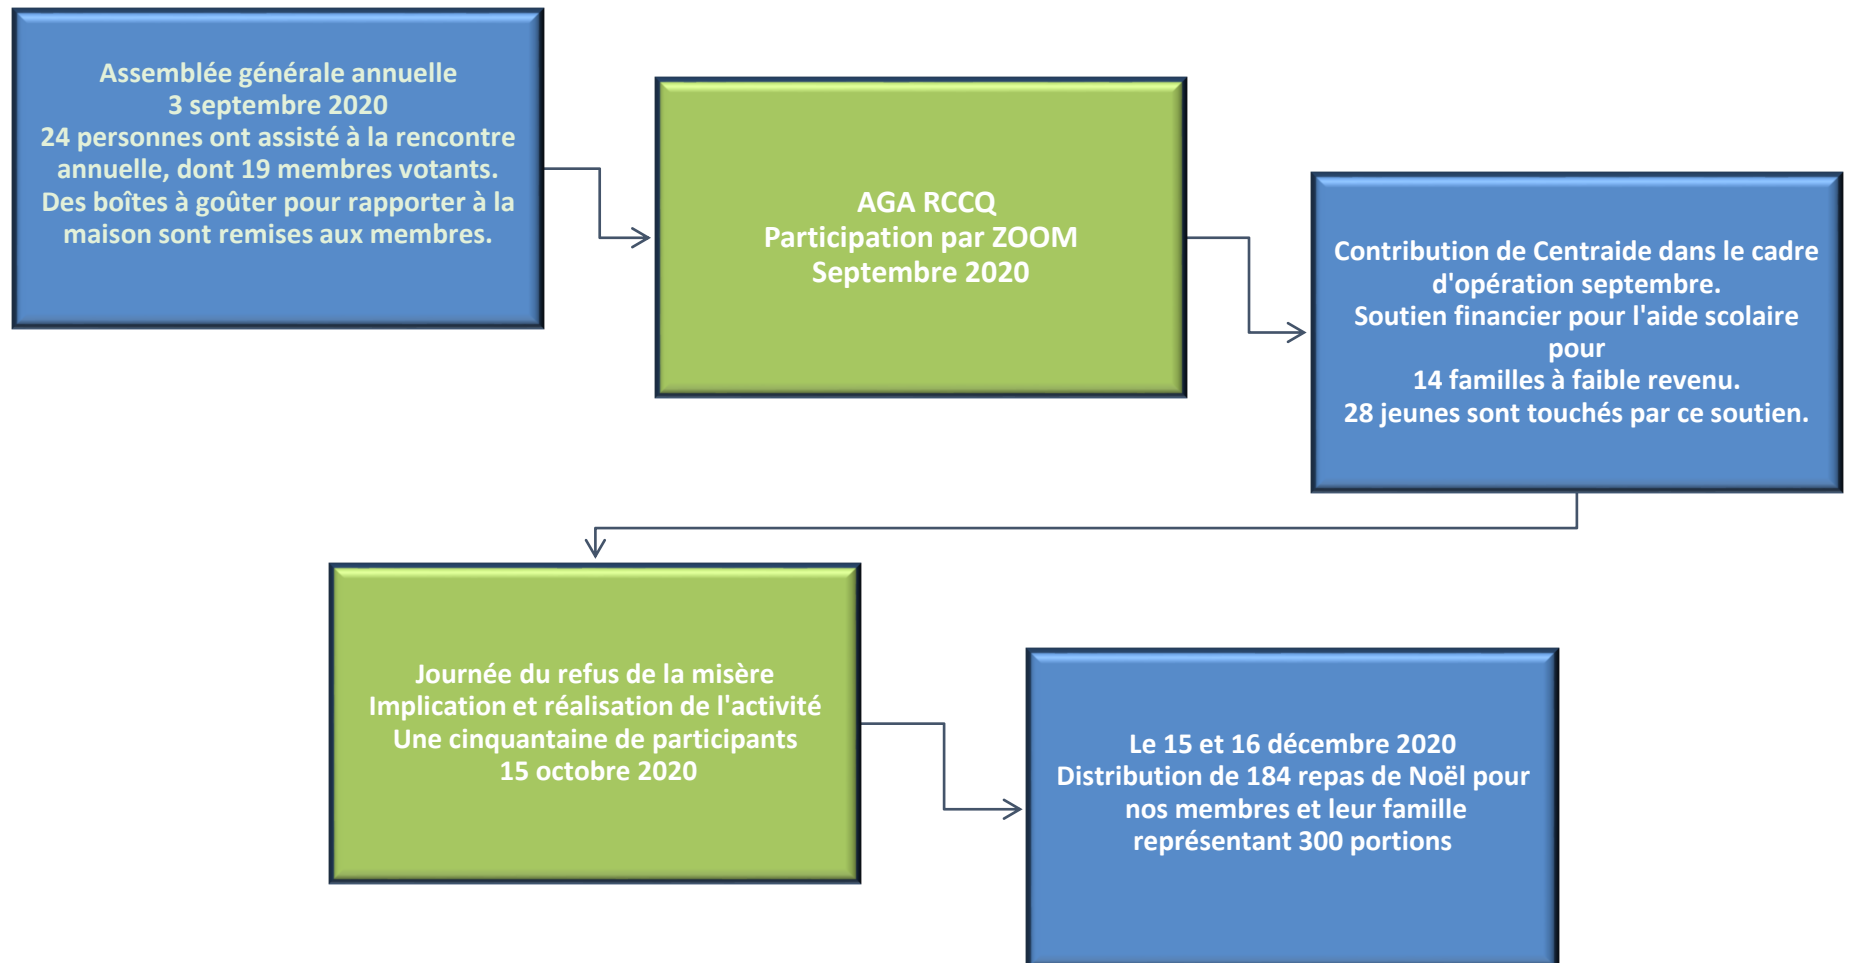 Assemblée générale annuelle
3 septembre 2020
24 personnes ont assisté à la rencontre
annuelle, dont 19 membres votants.
Des boîtes à goûter pour rapporter à la
maison sont remises aux membres.
AGA RCCQ
Participation par ZOOM
Septembre 2020
Contribution de Centraide dans le cadre
d'opération septembre.
Soutien financier pour l'aide scolaire
pour
14 familles à faible revenu.
28 jeunes sont touchés par ce soutien.
Journée du refus de la misère
Implication et réalisation de l'activité
Une cinquantaine de participants
15 octobre 2020
Le 15 et 16 décembre 2020
Distribution de 184 repas de Noël pour
nos membres et leur famille
représentant 300 portions